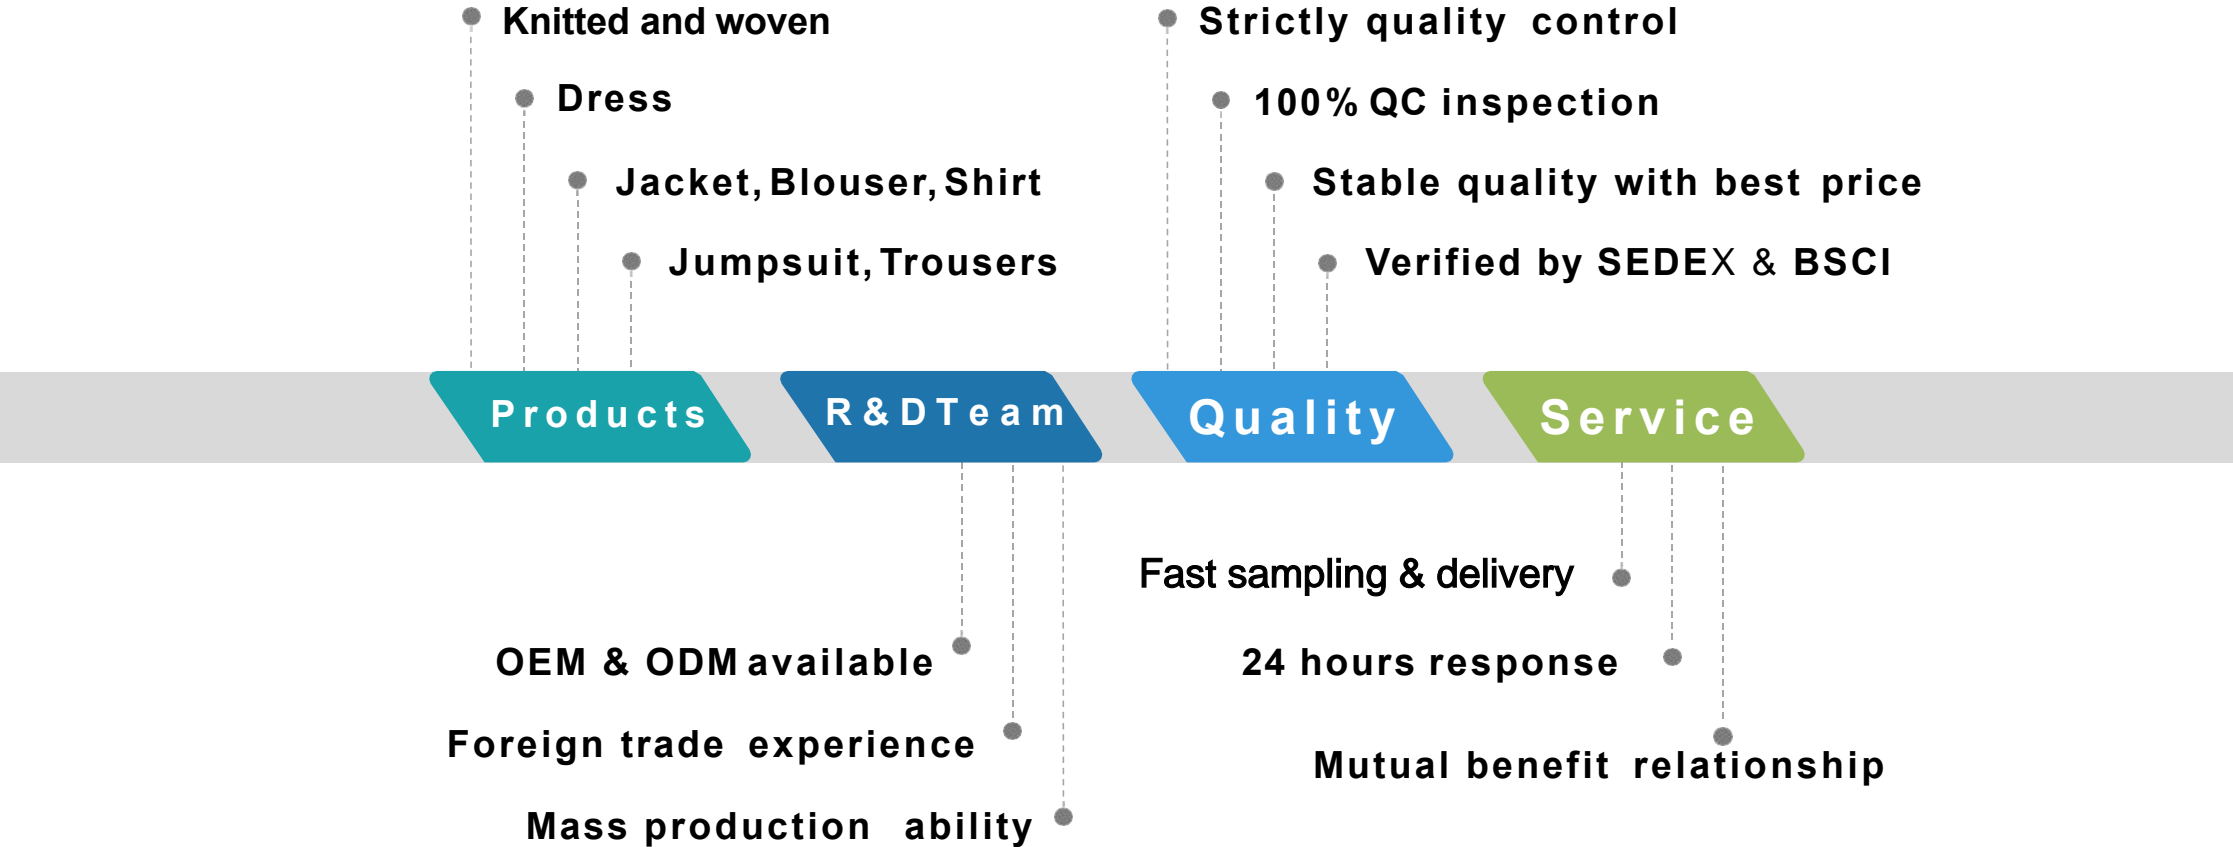 Knitted and woven
Dress
Jacket, Blouser, Shirt
Jumpsuit, Trousers
Strictly quality control
100% QC inspection
Stable quality with best price
Verified by SEDEX & BSCI
Products
R&DTeam
Quality
Service
OEM & ODM available
Foreign trade experience
Mass production ability
Fast sampling & delivery
24 hours response
Mutual benefit relationship